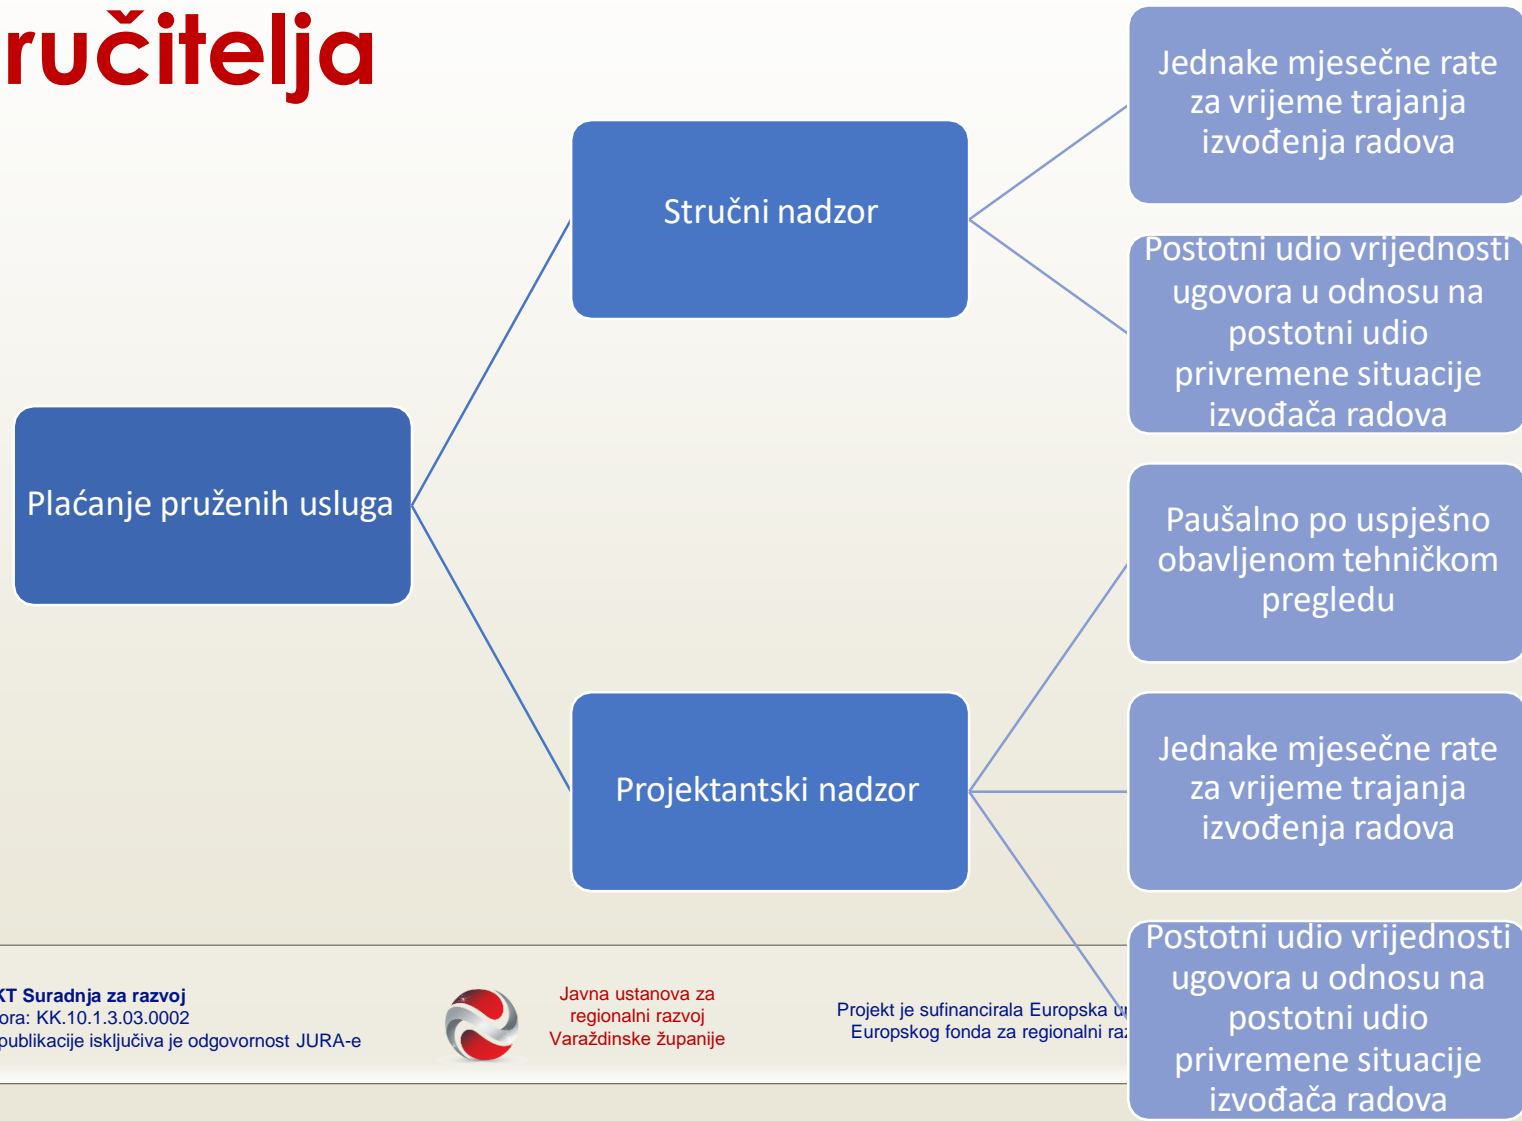 ručitelja
Plaćanje pruženih usluga
Stručni nadzor
Jednake mjesečne rate
za vrijeme trajanja
izvođenja radova
Postotni udio vrijednosti
ugovora u odnosu na
postotni udio
privremene situacije
izvođača radova
Projektantski nadzor
Paušalno po uspješno
obavljenom tehničkom
pregledu
Jednake mjesečne rate
za vrijeme trajanja
izvođenja radova
Postotni udio vrijednosti
ugovora u odnosu na
postotni udio
privremene situacije
izvođača radova
KT Suradnja za razvoj
ora: KK.10.1.3.03.0002
publikacije isključiva je odgovornost JURA-e
Javna ustanova za
regionalni razvoj
Varaždinske županije
Projekt je sufinancirala Europska
Europskog fonda za regionalni